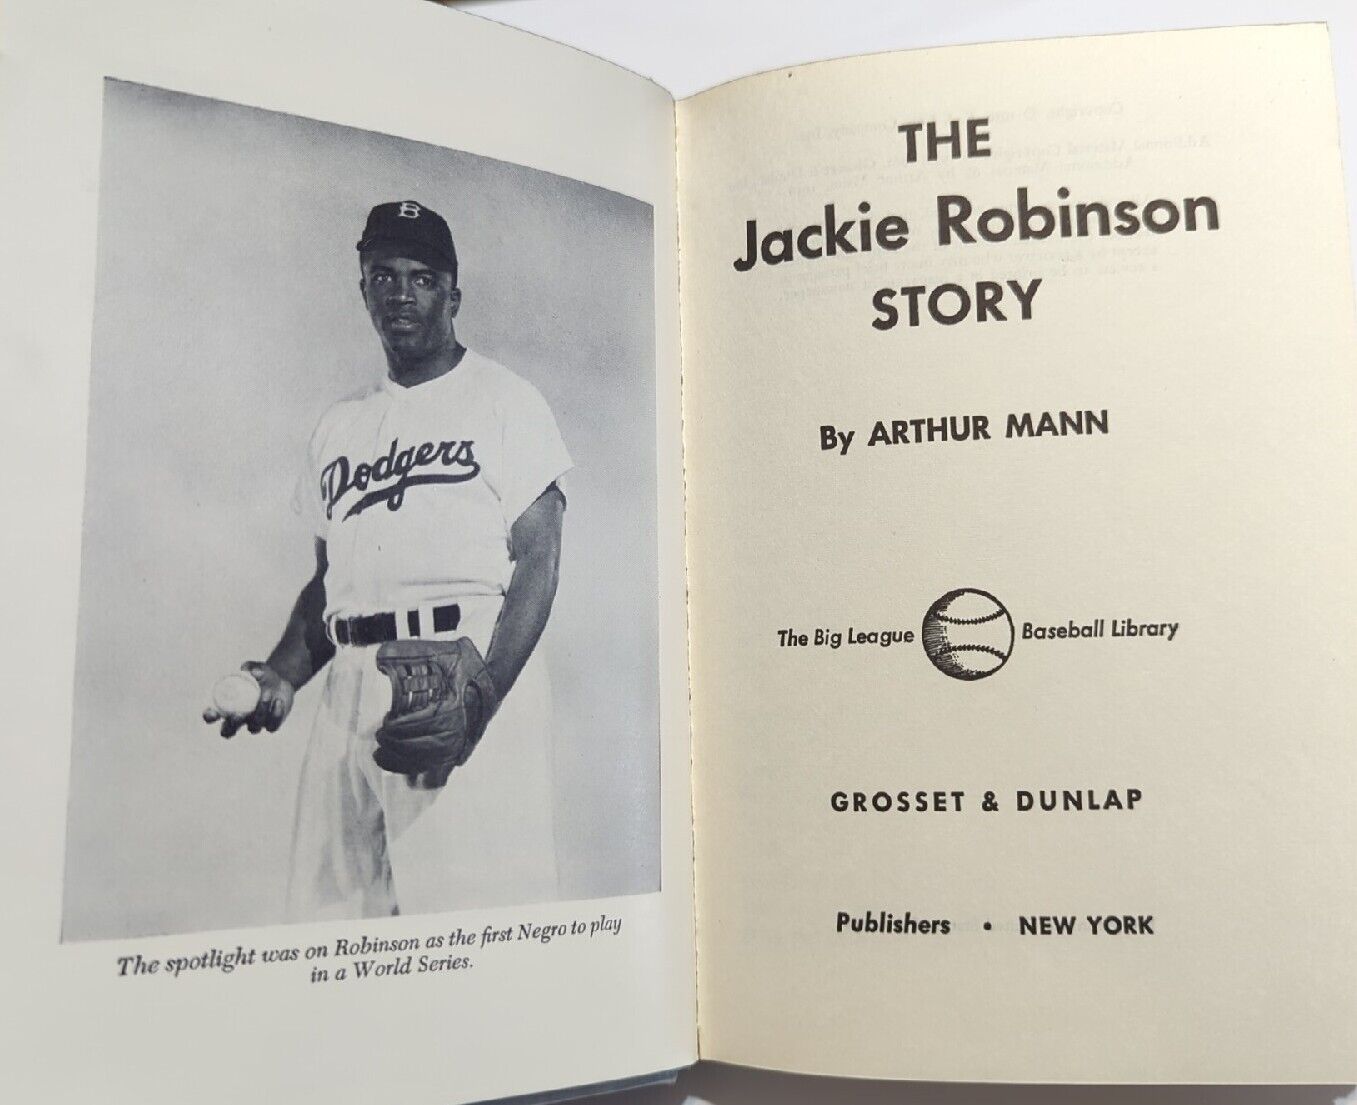 B
Dodgers
The spotlight was on Robinson as the first Negro to play
in a World Series.
THE
Jackie Robinson
STORY
By ARTHUR MANN
The Big League Baseball Library
GROSSET & DUNLAP
Publishers • NEW YORK